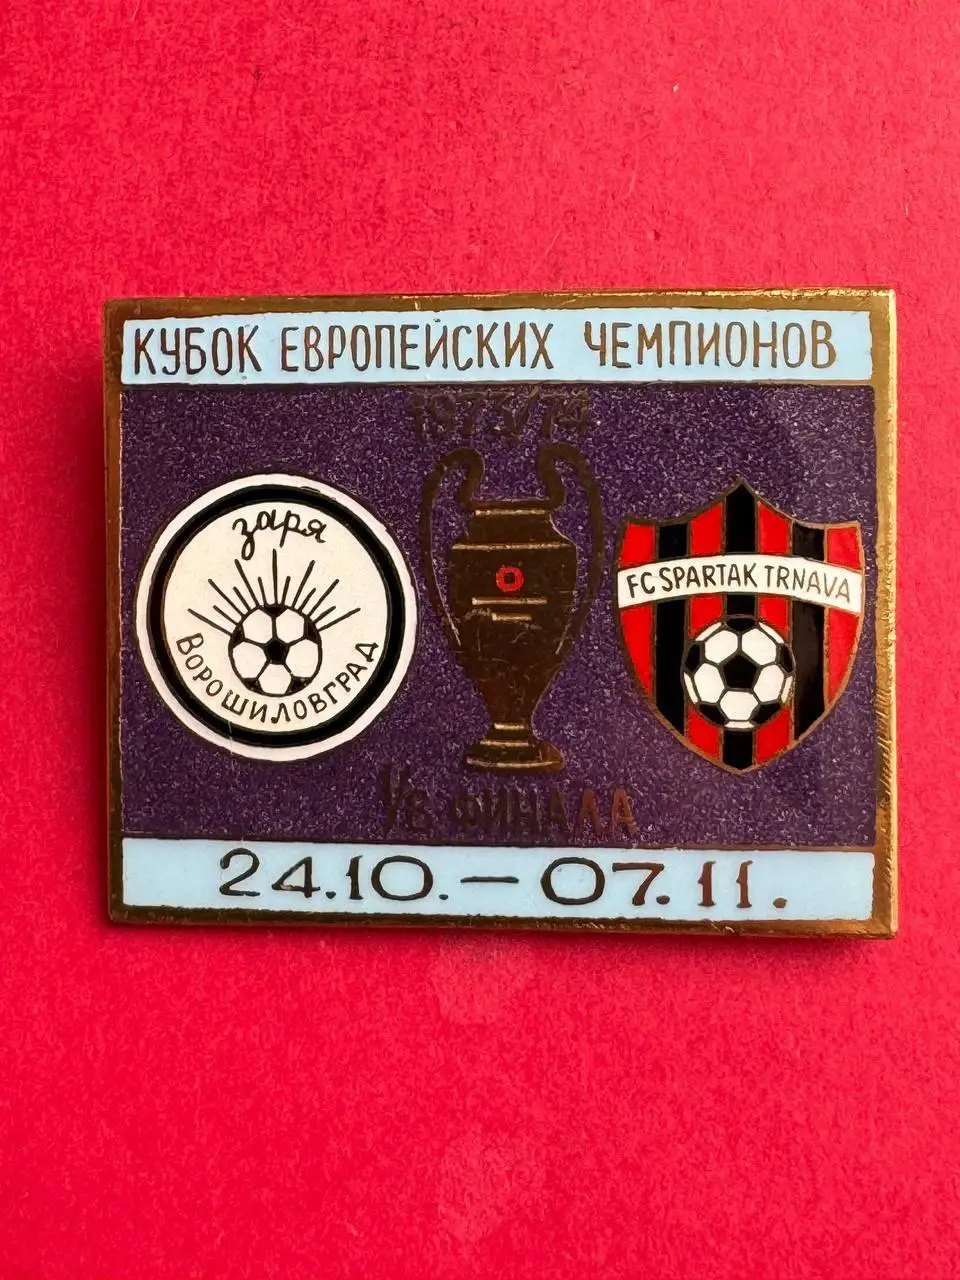 КУБОК ЕВРОПЕЙСКИХ ЧЕМПИОНОВ
1973/74
заря
ВОРОШИЛОВГРАД
FC SPARTAK TRNAVA
1/8 ФИНАЛА
24.10.–07.11.